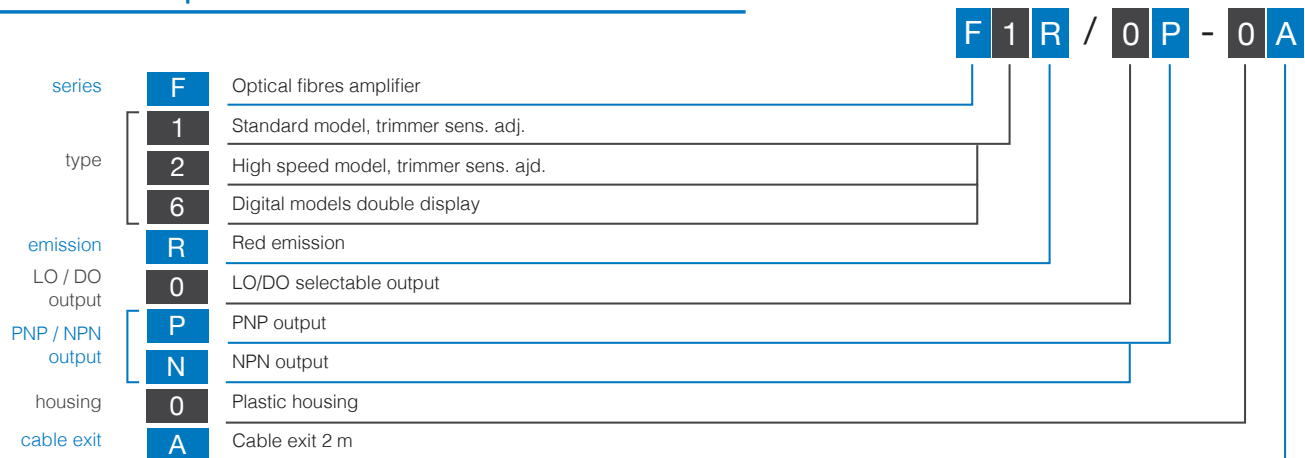 F 1 R / 0 P - 0 A
series F Optical fibres amplifier
type
1 Standard model, trimmer sens. adj.
2 High speed model, trimmer sens. ajd.
6 Digital models double display
emission R Red emission
LO / DO
output
0 LO/DO selectable output
PNP / NPN
output
P PNP output
N NPN output
housing 0 Plastic housing
cable exit A Cable exit 2 m